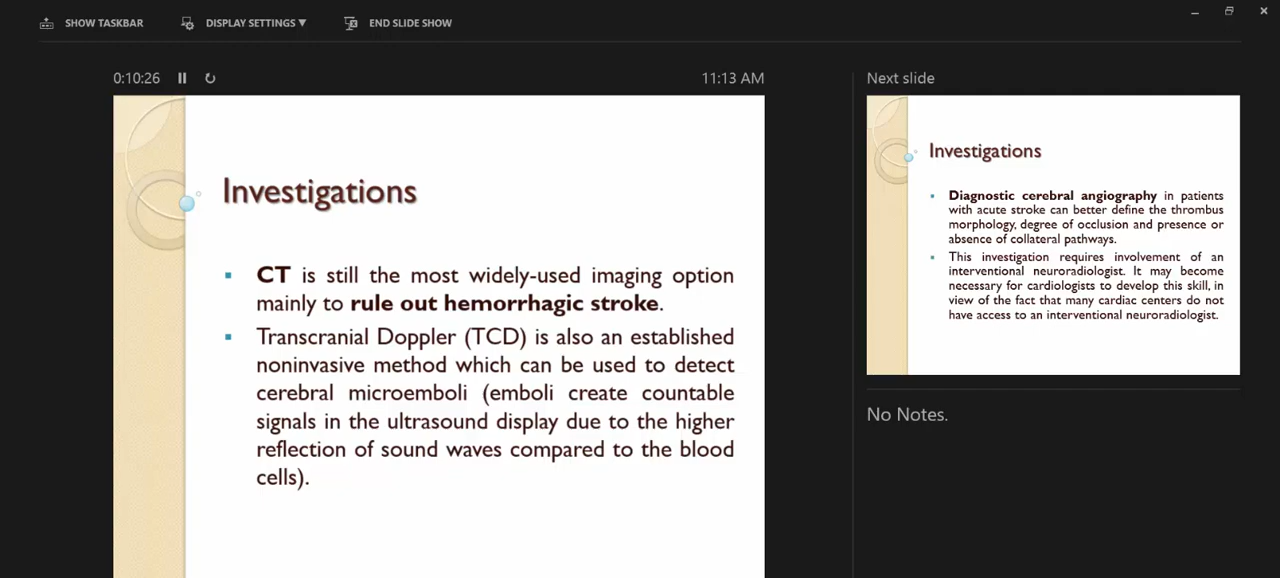 SHOW TASKBAR DISPLAY SETTINGS ▼ END SLIDE SHOW
0:10:26 11:13 AM
Investigations
▪ CT is still the most widely-used imaging option
mainly to rule out hemorrhagic stroke.
▪ Transcranial Doppler (TCD) is also an established
noninvasive method which can be used to detect
cerebral microemboli (emboli create countable
signals in the ultrasound display due to the higher
reflection of sound waves compared to the blood
cells).
Next slide
Investigations
▪ Diagnostic cerebral angiography in patients
with acute stroke can better define the thrombus
morphology, degree of occlusion and presence or
absence of collateral pathways.
▪ This investigation requires involvement of an
interventional neuroradiologist. It may become
necessary for cardiologists to develop this skill, in
view of the fact that many cardiac centers do not
have access to an interventional neuroradiologist.
No Notes.